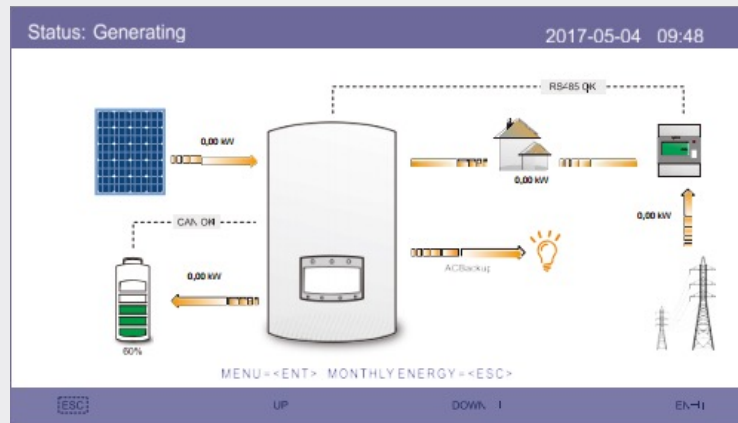 Status: Generating
2017-05-04 09:48
RS485 OK
0,00 kW
0,00 kW
0,00 kW
CAN OK
0,00 kW
ACBackup
60%
MENU=<ENT> MONTHLY ENERGY=<ESC>
ESC
UP
DOWN